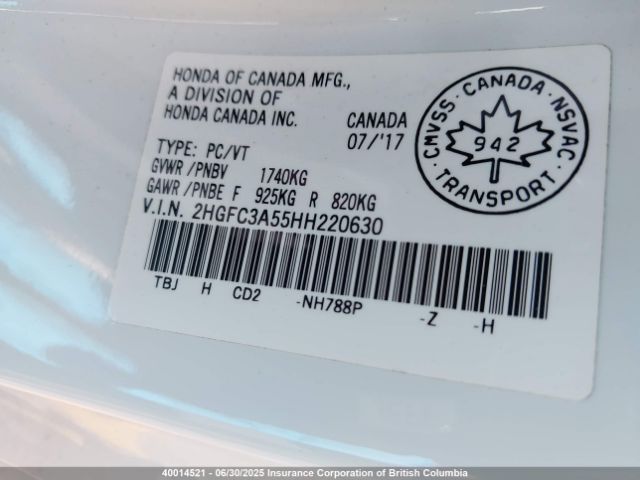 HONDA OF CANADA MFG.,
A DIVISION OF
HONDA CANADA INC.
CANADA
07/'17
TYPE: PC/VT
GVWR /PNBV 1740KG
GAWR /PNBE F 925KG R 820KG
V.I.N. 2HGFC3A55HH220630
TBJ H CD2 -NH788P -Z -H
CMVSS · CANADA · NSVAC
942
TRANSPORT
40014521 - 06/30/2025 Insurance Corporation of British Columbia